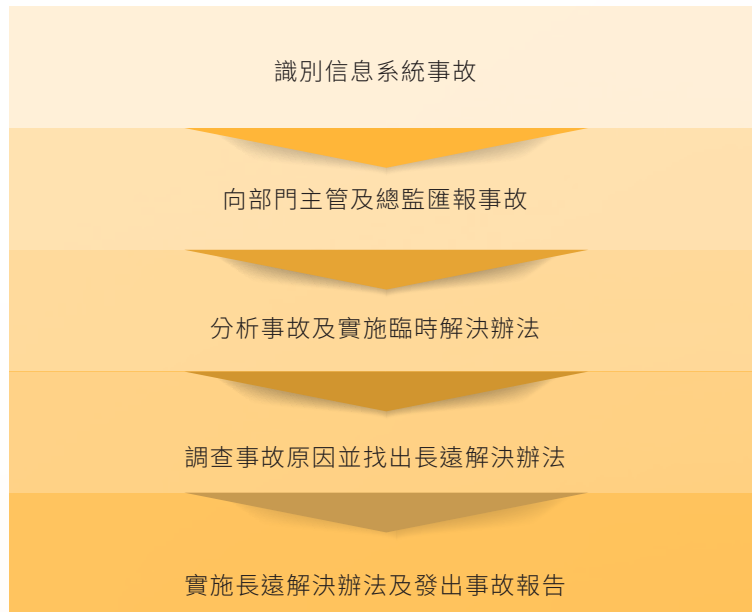 識別信息系統事故
向部門主管及總監匯報事故
分析事故及實施臨時解決辦法
調查事故原因並找出長遠解決辦法
實施長遠解決辦法及發出事故報告